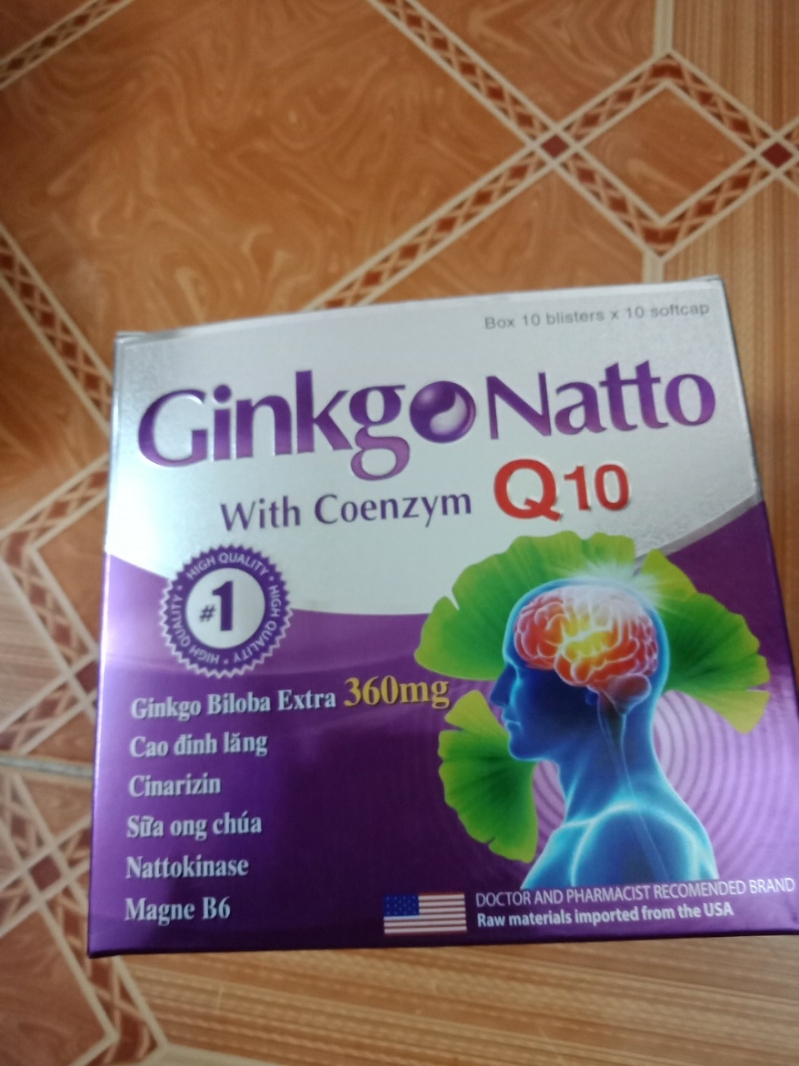 Box 10 blisters x 10 softcap
Ginkgo Natto
With Coenzym Q10
HIGH QUALITY • HIGH QUALITY • HIGH QUALITY •
#1
Ginkgo Biloba Extra 360mg
Cao đinh lăng
Cinarizin
Sữa ong chúa
Nattokinase
Magne B6
DOCTOR AND PHARMACIST RECOMENDED BRAND
Raw materials imported from the USA